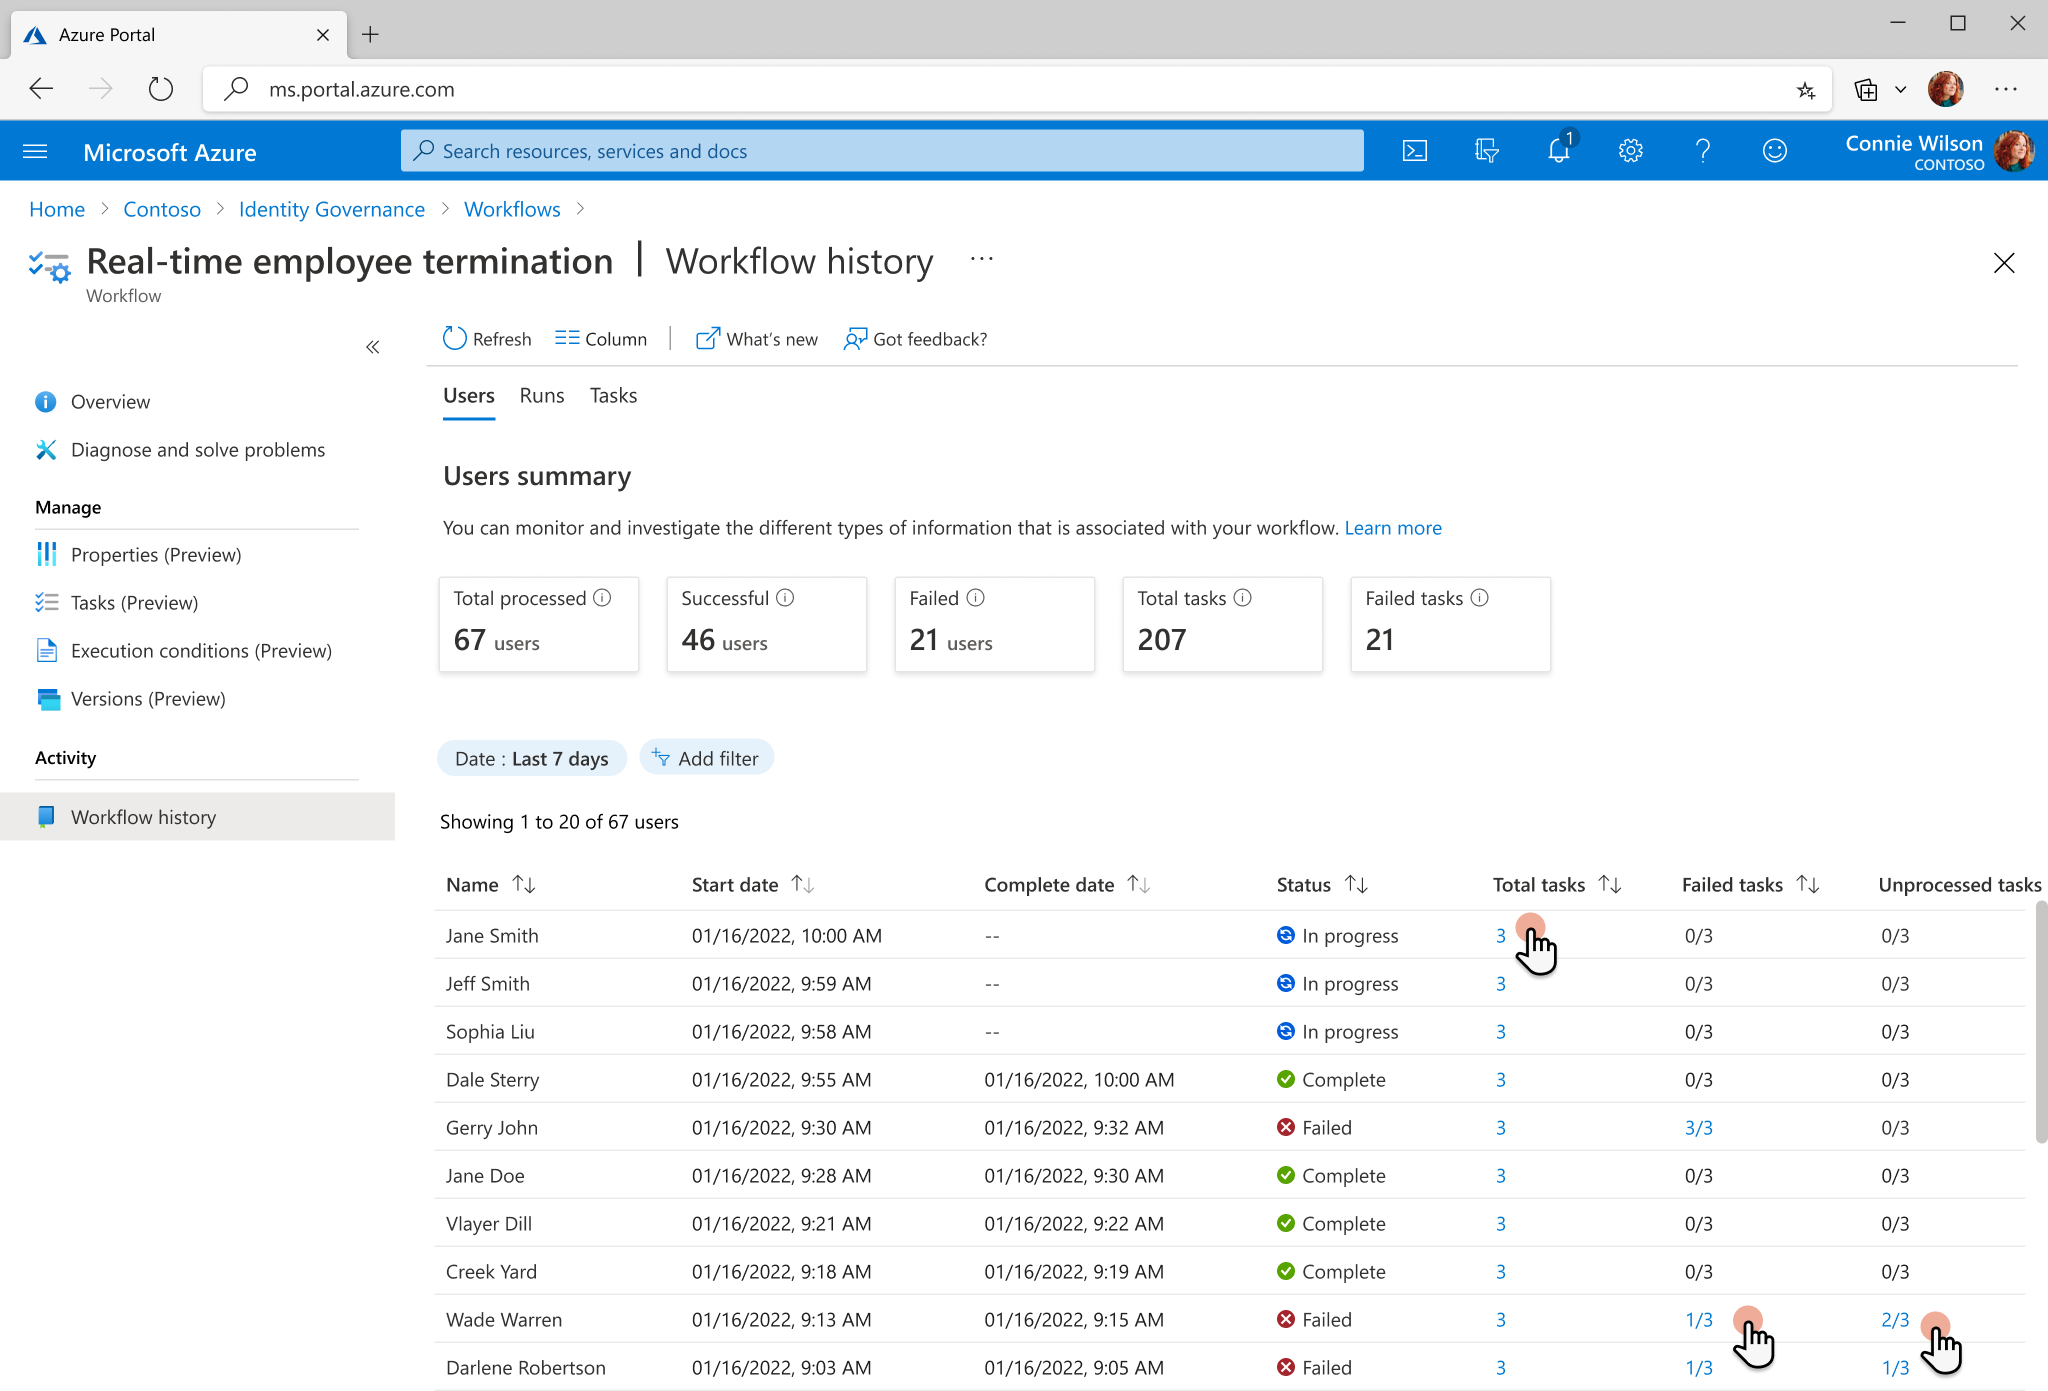 Azure Portal
ms.portal.azure.com
Microsoft Azure
Search resources, services and docs
1
Connie Wilson
CONTOSO
Home > Contoso > Identity Governance > Workflows >
Real-time employee termination | Workflow history ...
Workflow
Refresh Column | What's new Got feedback?
Overview
Diagnose and solve problems
Manage
Properties (Preview)
Tasks (Preview)
Execution conditions (Preview)
Versions (Preview)
Activity
Workflow history
Users Runs Tasks
Users summary
You can monitor and investigate the different types of information that is associated with your workflow. Learn more
Total processed Successful Failed Total tasks Failed tasks
67 users 46 users 21 users 207 21
Date : Last 7 days Add filter
Showing 1 to 20 of 67 users
Name Start date Complete date Status Total tasks Failed tasks Unprocessed tasks
Jane Smith 01/16/2022, 10:00 AM -- In progress 3 0/3 0/3
Jeff Smith 01/16/2022, 9:59 AM -- In progress 3 0/3 0/3
Sophia Liu 01/16/2022, 9:58 AM -- In progress 3 0/3 0/3
Dale Sterry 01/16/2022, 9:55 AM 01/16/2022, 10:00 AM Complete 3 0/3 0/3
Gerry John 01/16/2022, 9:30 AM 01/16/2022, 9:32 AM Failed 3 3/3 0/3
Jane Doe 01/16/2022, 9:28 AM 01/16/2022, 9:30 AM Complete 3 0/3 0/3
Vlayer Dill 01/16/2022, 9:21 AM 01/16/2022, 9:22 AM Complete 3 0/3 0/3
Creek Yard 01/16/2022, 9:18 AM 01/16/2022, 9:19 AM Complete 3 0/3 0/3
Wade Warren 01/16/2022, 9:13 AM 01/16/2022, 9:15 AM Failed 3 1/3 2/3
Darlene Robertson 01/16/2022, 9:03 AM 01/16/2022, 9:05 AM Failed 3 1/3 1/3